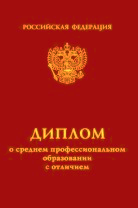 РОССИЙСКАЯ ФЕДЕРАЦИЯ
ДИПЛОМ
о среднем профессиональном
образовании
с отличием